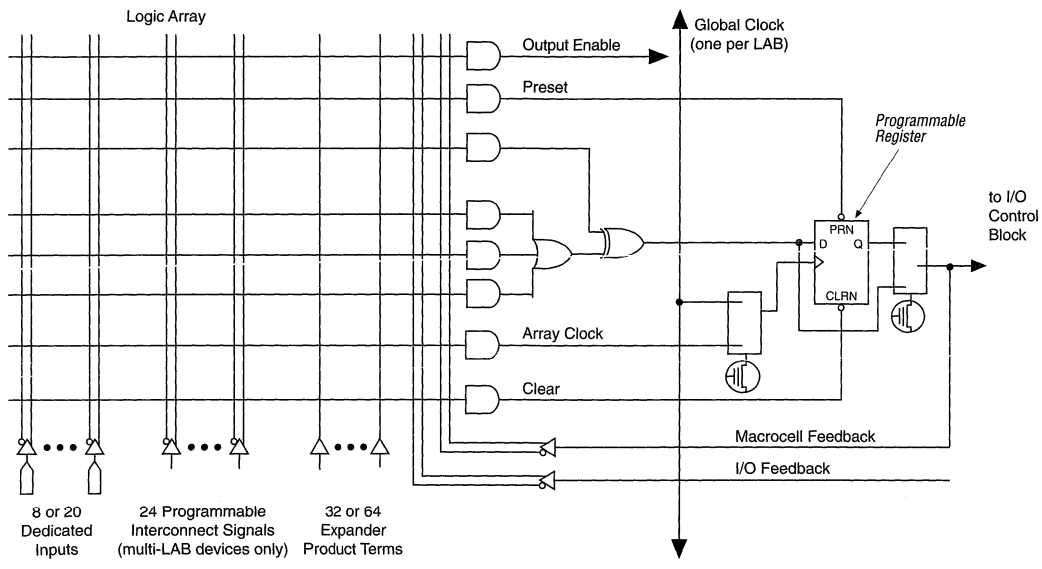 Logic Array
Global Clock
(one per LAB)
Output Enable
Preset
Programmable
Register
to I/O
Control
Block
PRN
D
Q
CLRN
Array Clock
Clear
Macrocell Feedback
I/O Feedback
8 or 20
Dedicated
Inputs
24 Programmable
Interconnect Signals
(multi-LAB devices only)
32 or 64
Expander
Product Terms